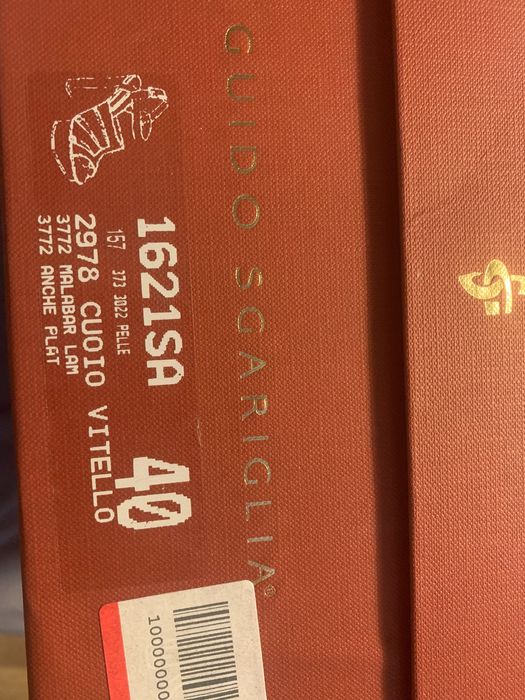 GUIDO SGARIGLIA®
1621SA 40
157 373 3022 PELLE
2978 CUOIO VITELLO
3772 MALABAR LAM
3772 ANCHE PLAT
10000000